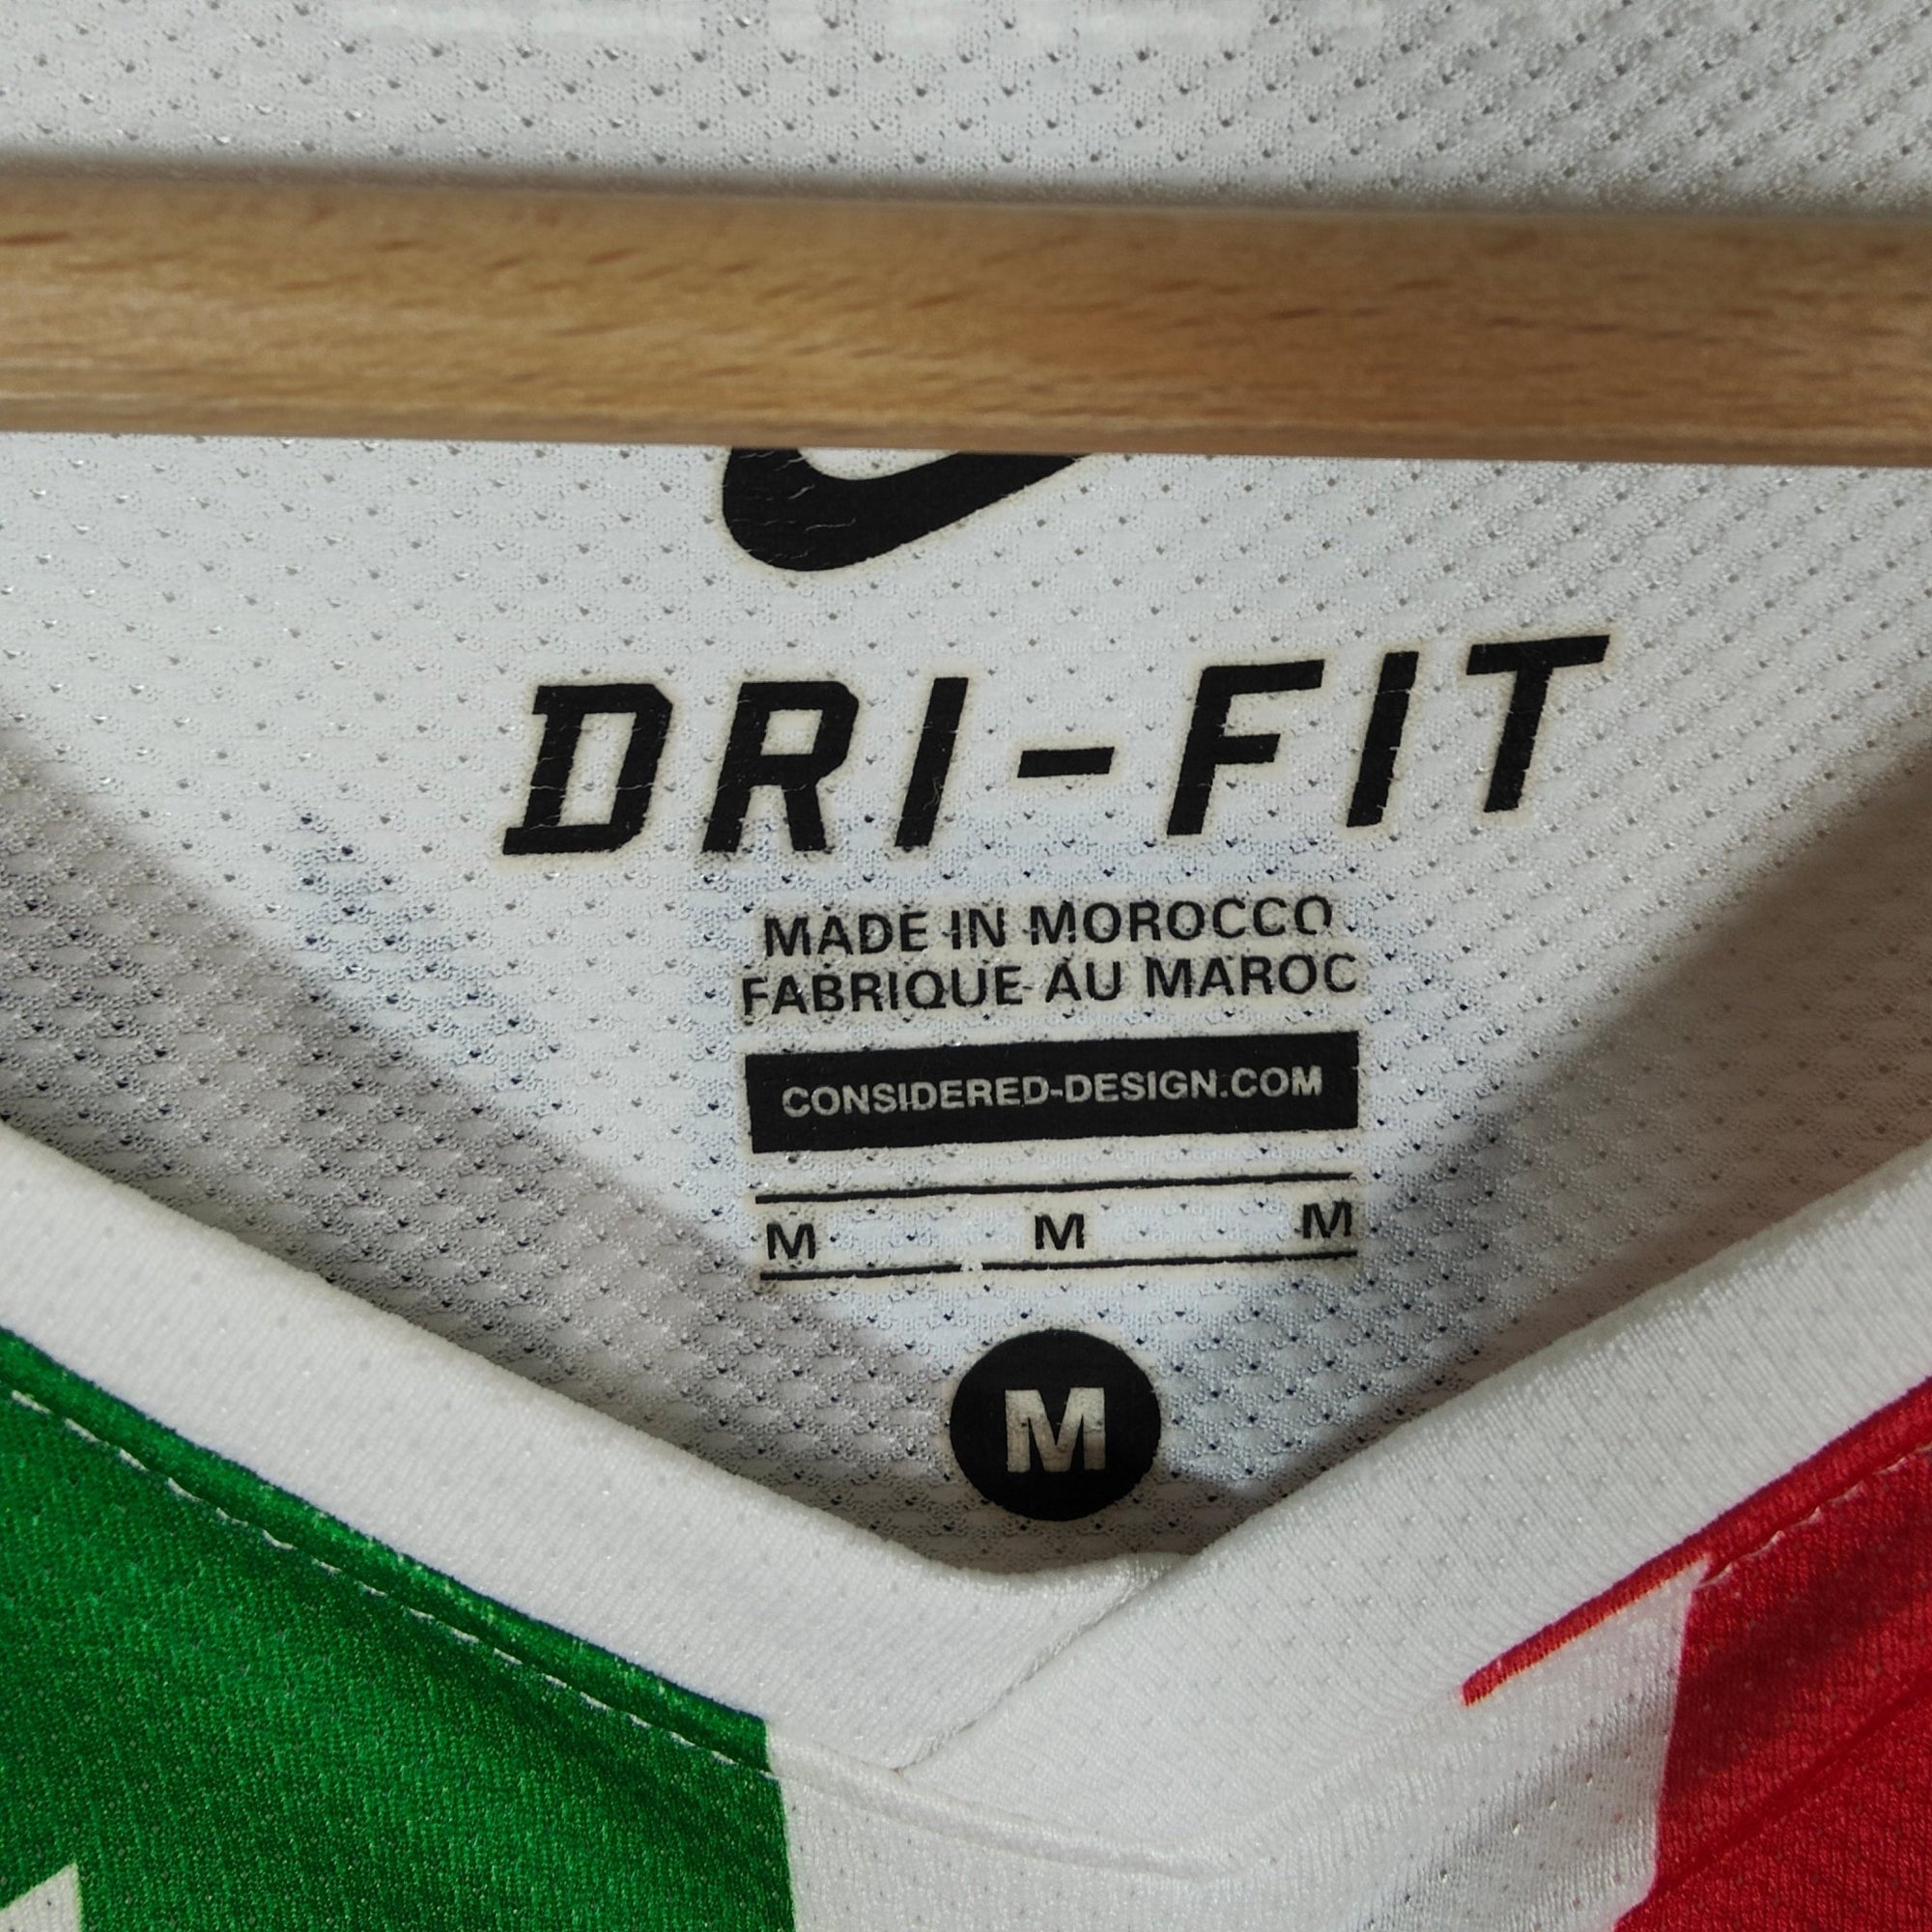 DRI-FIT
MADE IN MOROCCO
FABRIQUE AU MAROC
CONSIDERED-DESIGN.COM
M M M
M